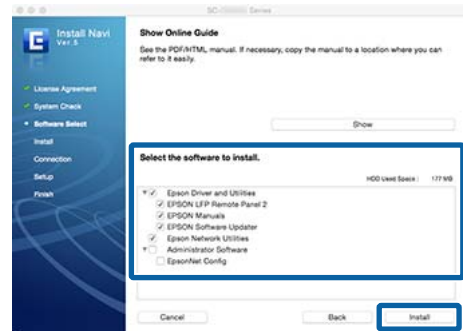 SC- Series
Install Navi
Ver.5
License Agreement
System Check
Software Select
Install
Connection
Setup
Finish
Show Online Guide
See the PDF/HTML manual. If necessary, copy the manual to a location where you can
refer to it easily.
Show
Select the software to install.
HDD Used Space : 177 MB
Epson Driver and Utilities
EPSON LFP Remote Panel 2
EPSON Manuals
EPSON Software Updater
Epson Network Utilities
Administrator Software
EpsonNet Config
Cancel
Back
Install